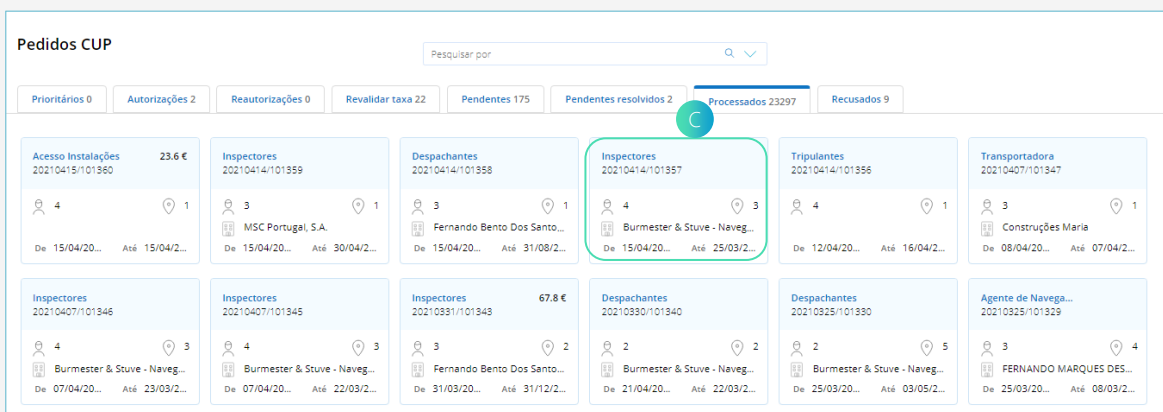 Pedidos CUP
Pesquisar por
Prioritários 0 Autorizações 2 Reautorizações 0 Revalidar taxa 22 Pendentes 175 Pendentes resolvidos 2 Processados 23297 Recusados 9
C
Acesso Instalações 23.6 € Inspectores Despachantes Inspectores Tripulantes Transportadora
20210415/101360 20210414/101359 20210414/101358 20210414/101357 20210414/101356 20210407/101347
4 1 3 1 3 1 4 3 4 1 3 1
MSC Portugal, S.A. Fernando Bento Dos Santo... Burmester & Stuve - Naveg... Construções Maria
De 15/04/20... Até 15/04/2... De 15/04/20... Até 30/04/2... De 15/04/20... Até 31/08/2... De 15/04/20... Até 25/03/2... De 12/04/20... Até 16/04/2... De 08/04/20... Até 07/04/2...
Inspectores Inspectores Inspectores 67.8 € Despachantes Despachantes Agente de Navega...
20210407/101346 20210407/101345 20210331/101343 20210330/101340 20210325/101330 20210325/101329
4 3 4 3 3 2 2 2 2 5 3 4
Burmester & Stuve - Naveg... Burmester & Stuve - Naveg... Fernando Bento Dos Santo... Burmester & Stuve - Naveg... Burmester & Stuve - Naveg... FERNANDO MARQUES DES...
De 07/04/20... Até 23/03/2... De 07/04/20... Até 22/03/2... De 31/03/20... Até 31/12/2... De 21/04/20... Até 22/03/2... De 25/03/20... Até 03/05/2... De 25/03/20... Até 08/03/2...